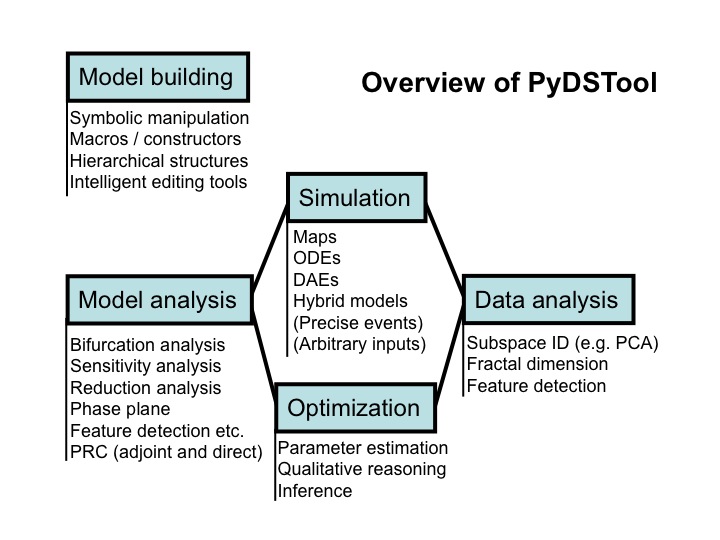 Model building
Overview of PyDSTool
Symbolic manipulation
Macros / constructors
Hierarchical structures
Intelligent editing tools
Simulation
Maps
ODEs
DAEs
Hybrid models
(Precise events)
(Arbitrary inputs)
Model analysis
Bifurcation analysis
Sensitivity analysis
Reduction analysis
Phase plane
Feature detection etc.
PRC (adjoint and direct)
Data analysis
Subspace ID (e.g. PCA)
Fractal dimension
Feature detection
Optimization
Parameter estimation
Qualitative reasoning
Inference